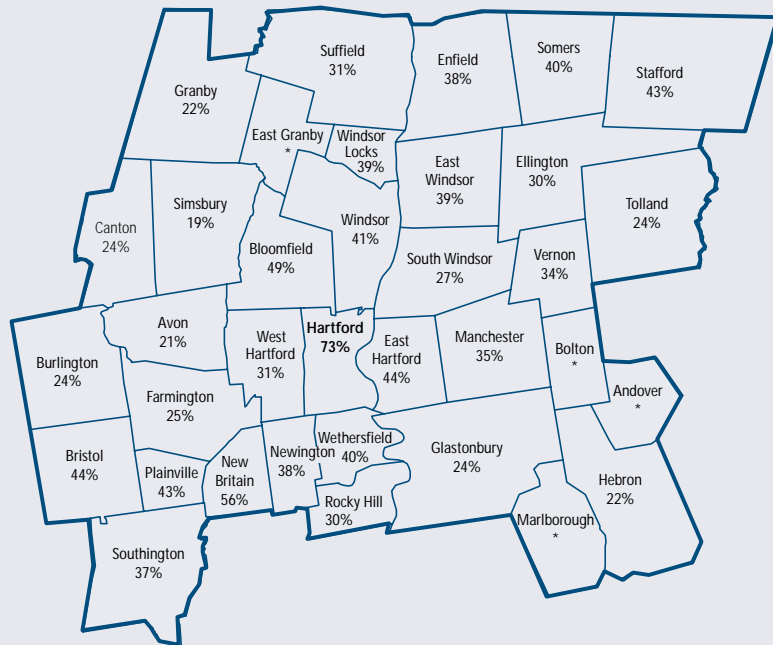 Suffield
31%
Enfield
38%
Somers
40%
Stafford
43%
Granby
22%
East Granby
*
Windsor
Locks
39%
East
Windsor
39%
Ellington
30%
Tolland
24%
Canton
24%
Simsbury
19%
Bloomfield
49%
Windsor
41%
South Windsor
27%
Vernon
34%
Burlington
24%
Avon
21%
West
Hartford
31%
Hartford
73%
East
Hartford
44%
Manchester
35%
Bolton
*
Andover
*
Farmington
25%
Bristol
44%
Plainville
43%
New
Britain
56%
Newington
38%
Wethersfield
40%
Glastonbury
24%
Hebron
22%
Rocky Hill
30%
Marlborough
*
Southington
37%